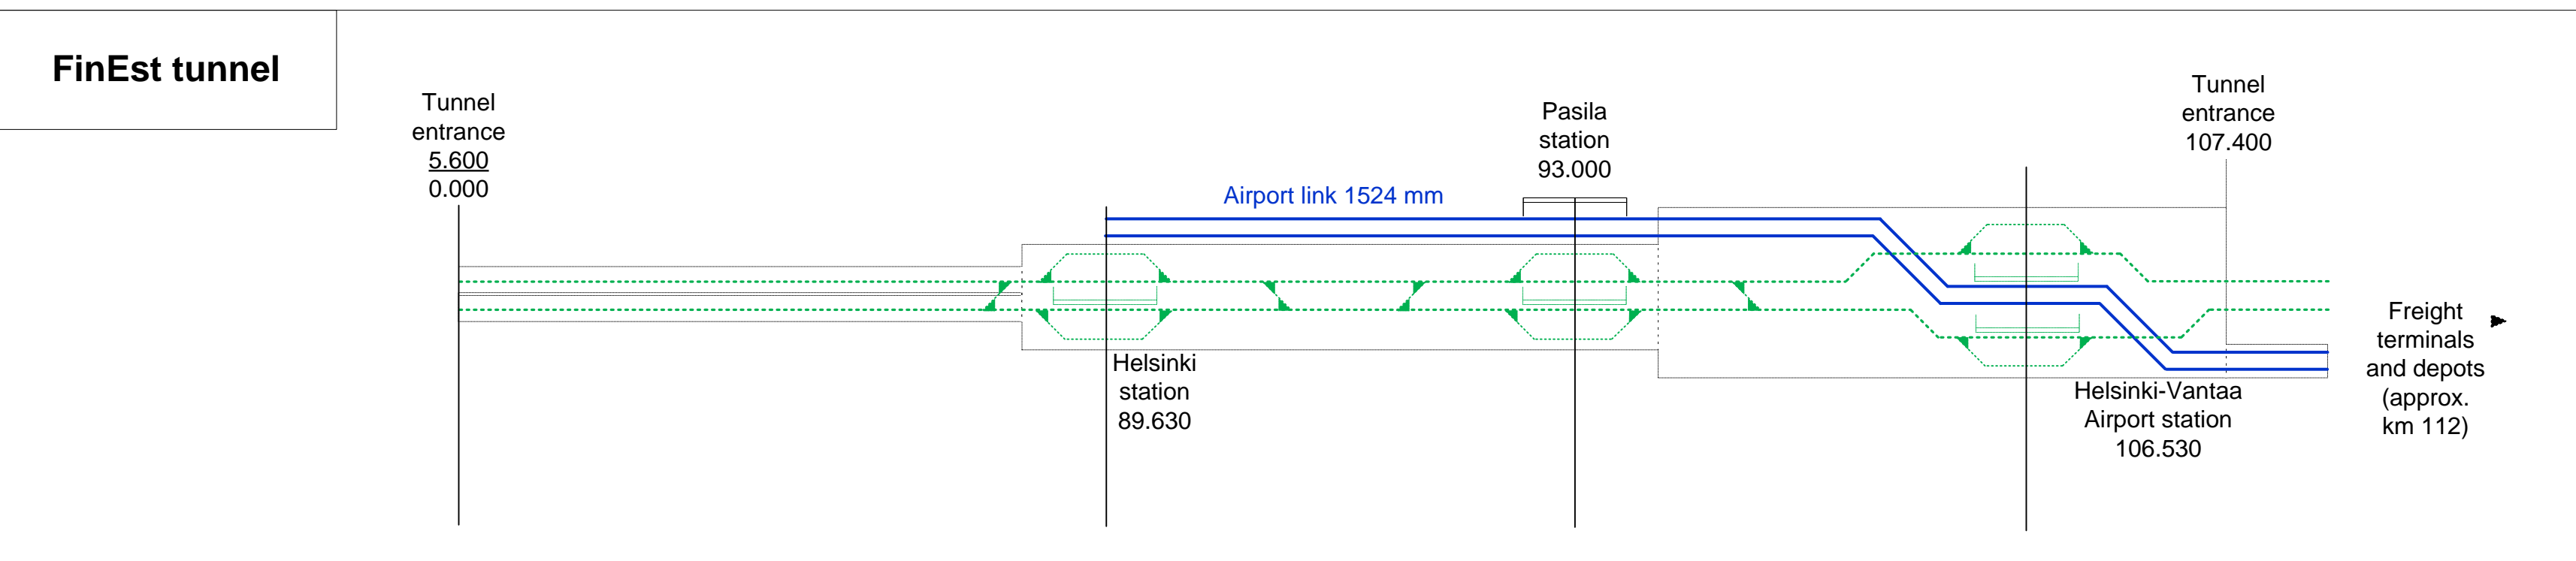 FinEst tunnel
Tunnel
entrance
5.600
0.000
Airport link 1524 mm
Pasila
station
93.000
Tunnel
entrance
107.400
Helsinki
station
89.630
Helsinki-Vantaa
Airport station
106.530
Freight
terminals
and depots
(approx.
km 112)